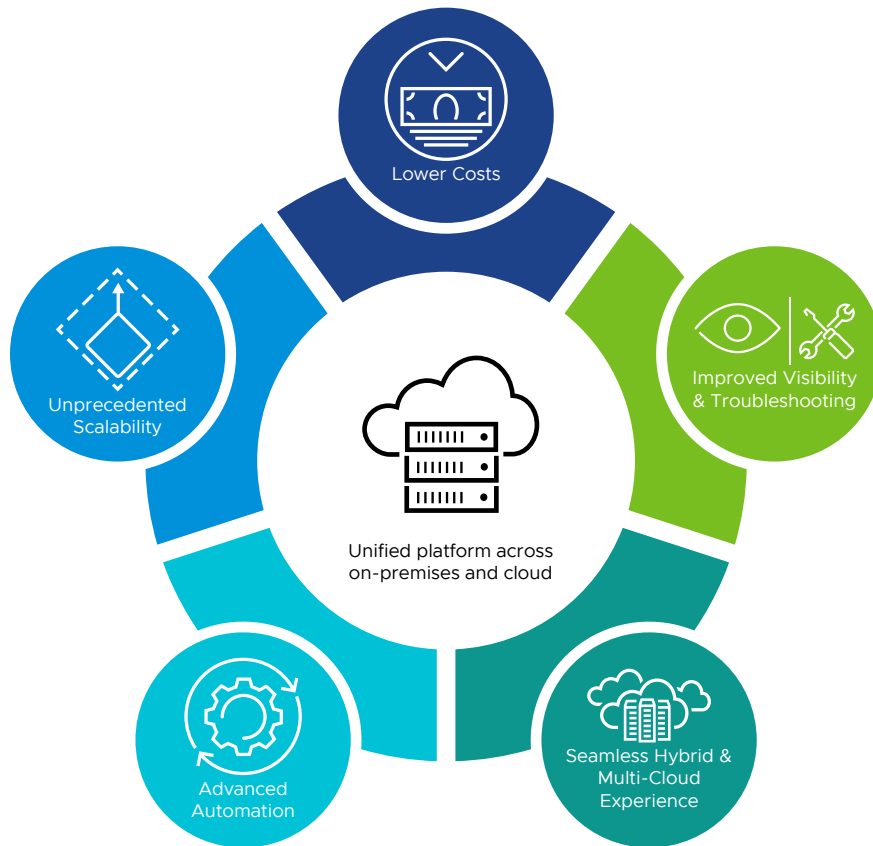 Lower Costs
Improved Visibility
& Troubleshooting
Unprecedented
Scalability
Unified platform across
on-premises and cloud
Seamless Hybrid &
Multi-Cloud
Experience
Advanced
Automation